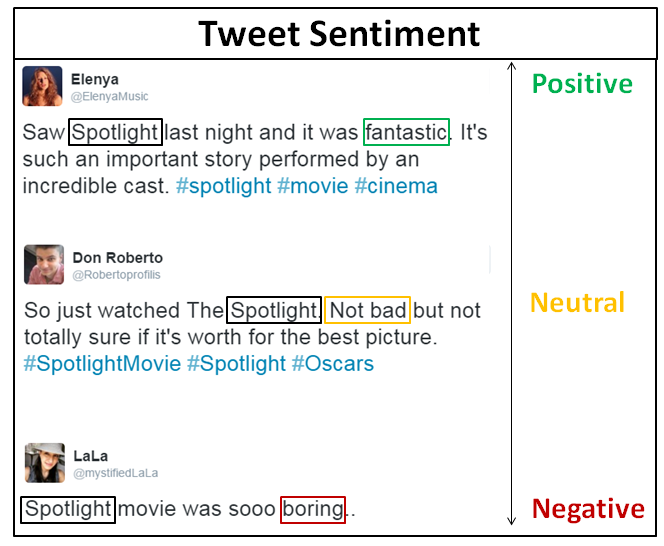 Tweet Sentiment
Elenya
@ElenyaMusic
Positive
Saw Spotlight last night and it was fantastic. It's
such an important story performed by an
incredible cast. #spotlight #movie #cinema
Don Roberto
@Robertoprofilis
Neutral
So just watched The Spotlight. Not bad but not
totally sure if it's worth for the best picture.
#SpotlightMovie #Spotlight #Oscars
LaLa
@mystifiedLaLa
Spotlight movie was sooo boring..
Negative